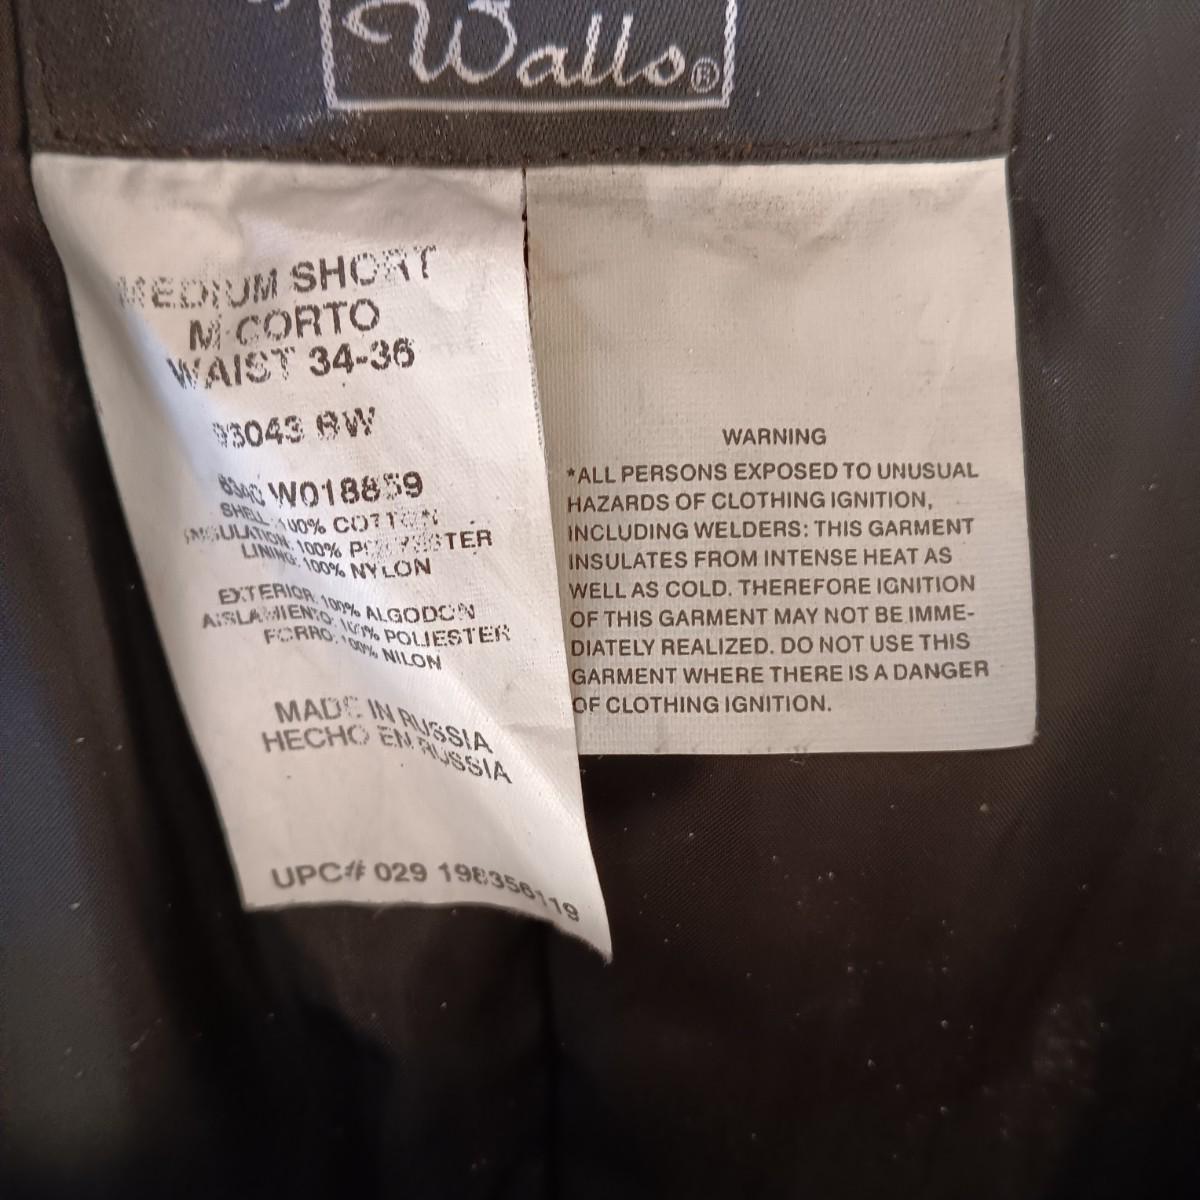 Walls®
MEDIUM SHORT
M-CORTO
WAIST 34-36
93043 BW
W018859
SHELL: 100% COTTON
INSULATION: 100% POLYESTER
LINING: 100% NYLON
EXTERIOR: 100% ALGODON
AISLAMIENTO: 100% POLIESTER
FORRO: 100% NILON
MADE IN RUSSIA
HECHO EN RUSSIA
UPC# 029 198356119
WARNING
*ALL PERSONS EXPOSED TO UNUSUAL
HAZARDS OF CLOTHING IGNITION,
INCLUDING WELDERS: THIS GARMENT
INSULATES FROM INTENSE HEAT AS
WELL AS COLD. THEREFORE IGNITION
OF THIS GARMENT MAY NOT BE IMME-
DIATELY REALIZED. DO NOT USE THIS
GARMENT WHERE THERE IS A DANGER
OF CLOTHING IGNITION.